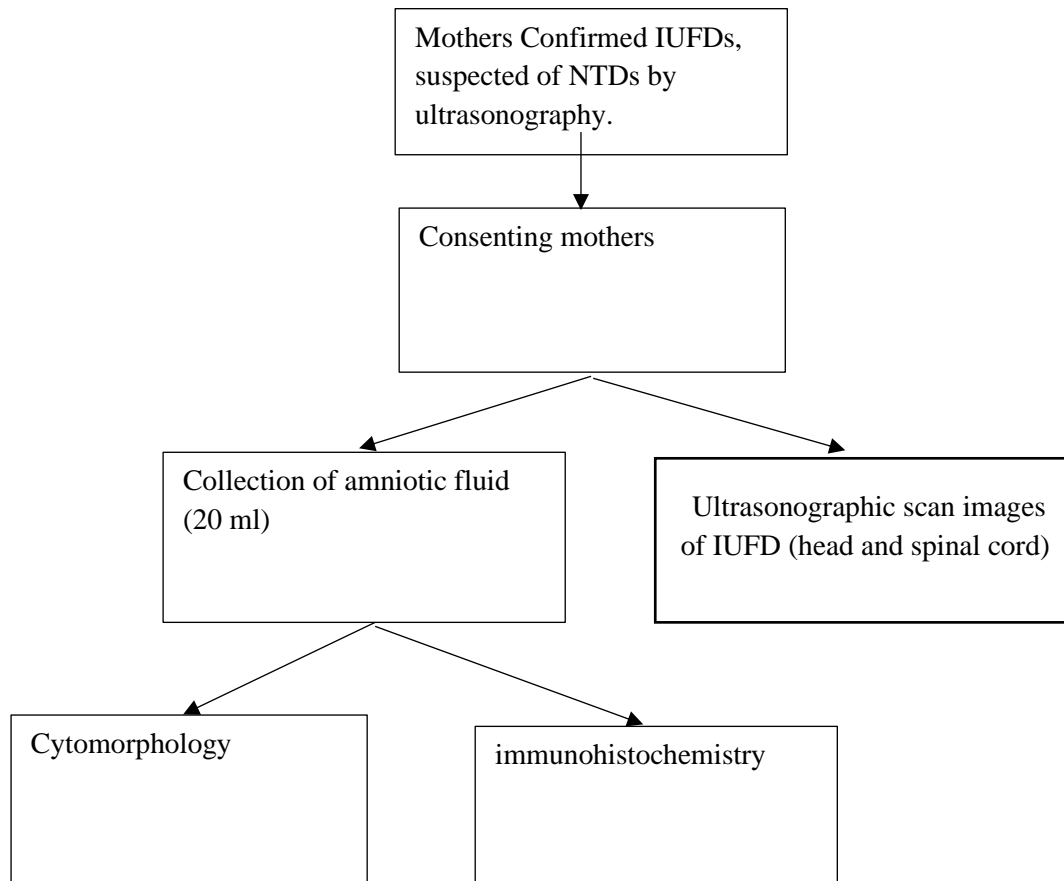 Mothers Confirmed IUFDs,
suspected of NTDs by
ultrasonography.
Consenting mothers
Collection of amniotic fluid
(20 ml)
Ultrasonographic scan images
of IUFD (head and spinal cord)
Cytomorphology
immunohistochemistry